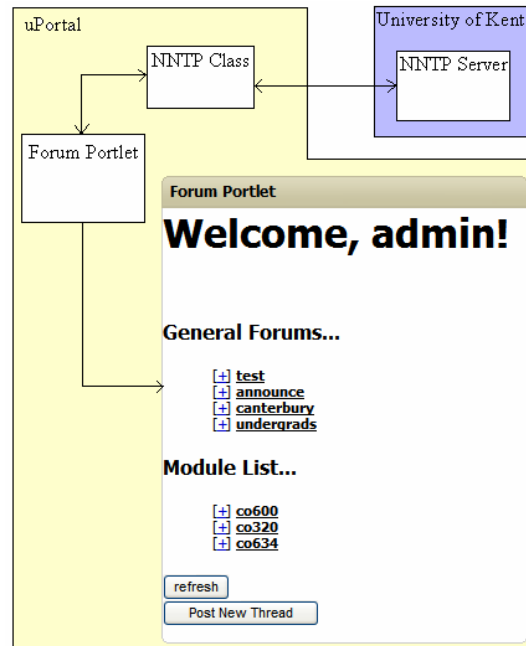 uPortal
University of Kent
NNTP Class
NNTP Server
Forum Portlet
Forum Portlet
Welcome, admin!
General Forums...
[+] test
[+] announce
[+] canterbury
[+] undergrads
Module List...
[+] co600
[+] co320
[+] co634
refresh
Post New Thread